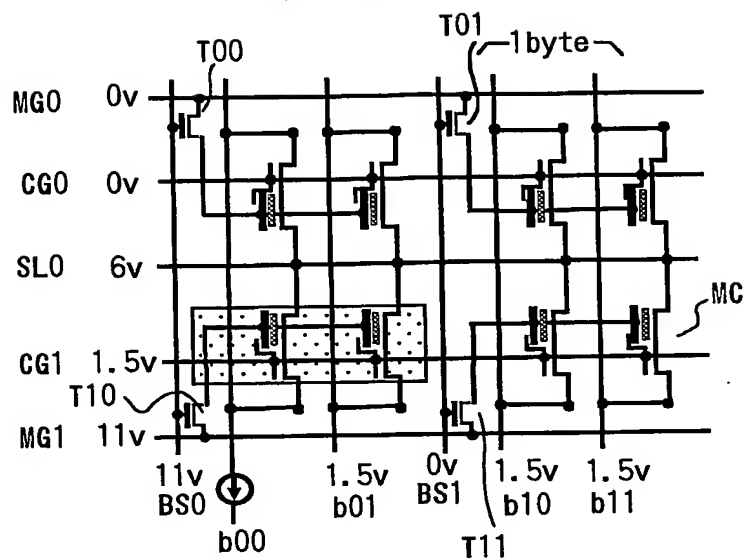 T00
T01
1byte
MG0 0v
CG0 0v
SL0 6v
MC
CG1 1.5v
T10
MG1 11v
11v
BS0
b00
1.5v
b01
0v
BS1
1.5v
b10
1.5v
b11
T11